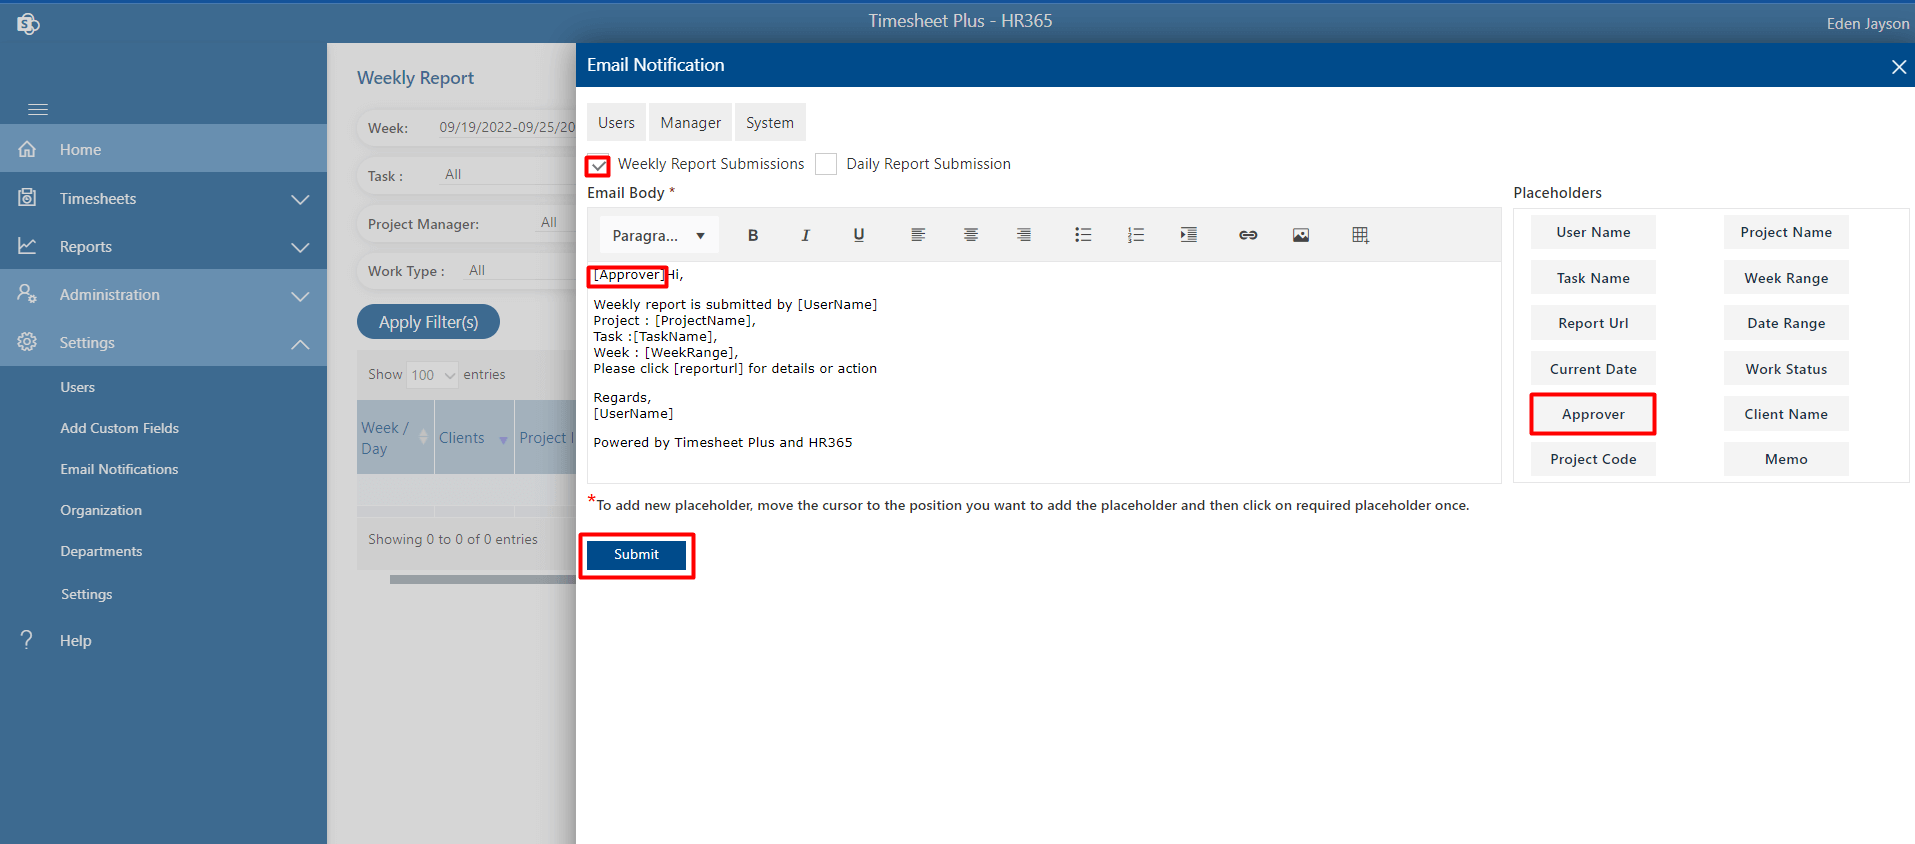 Timesheet Plus - HR365
Eden Jayson
Home
Timesheets
Reports
Administration
Settings
Users
Add Custom Fields
Email Notifications
Organization
Departments
Settings
? Help
Weekly Report
Week: 09/19/2022-09/25/20
Task : All
Project Manager: All
Work Type : All
Apply Filter(s)
Show 100 entries
Week / Day
Clients
Project I
Showing 0 to 0 of 0 entries
Email Notification
Users Manager System
Weekly Report Submissions Daily Report Submission
Email Body *
Paragra... B I U
[Approver]Hi,
Weekly report is submitted by [UserName]
Project : [ProjectName],
Task :[TaskName],
Week : [WeekRange],
Please click [reporturl] for details or action
Regards,
[UserName]
Powered by Timesheet Plus and HR365
*To add new placeholder, move the cursor to the position you want to add the placeholder and then click on required placeholder once.
Submit
Placeholders
User Name Project Name
Task Name Week Range
Report Url Date Range
Current Date Work Status
Approver Client Name
Project Code Memo